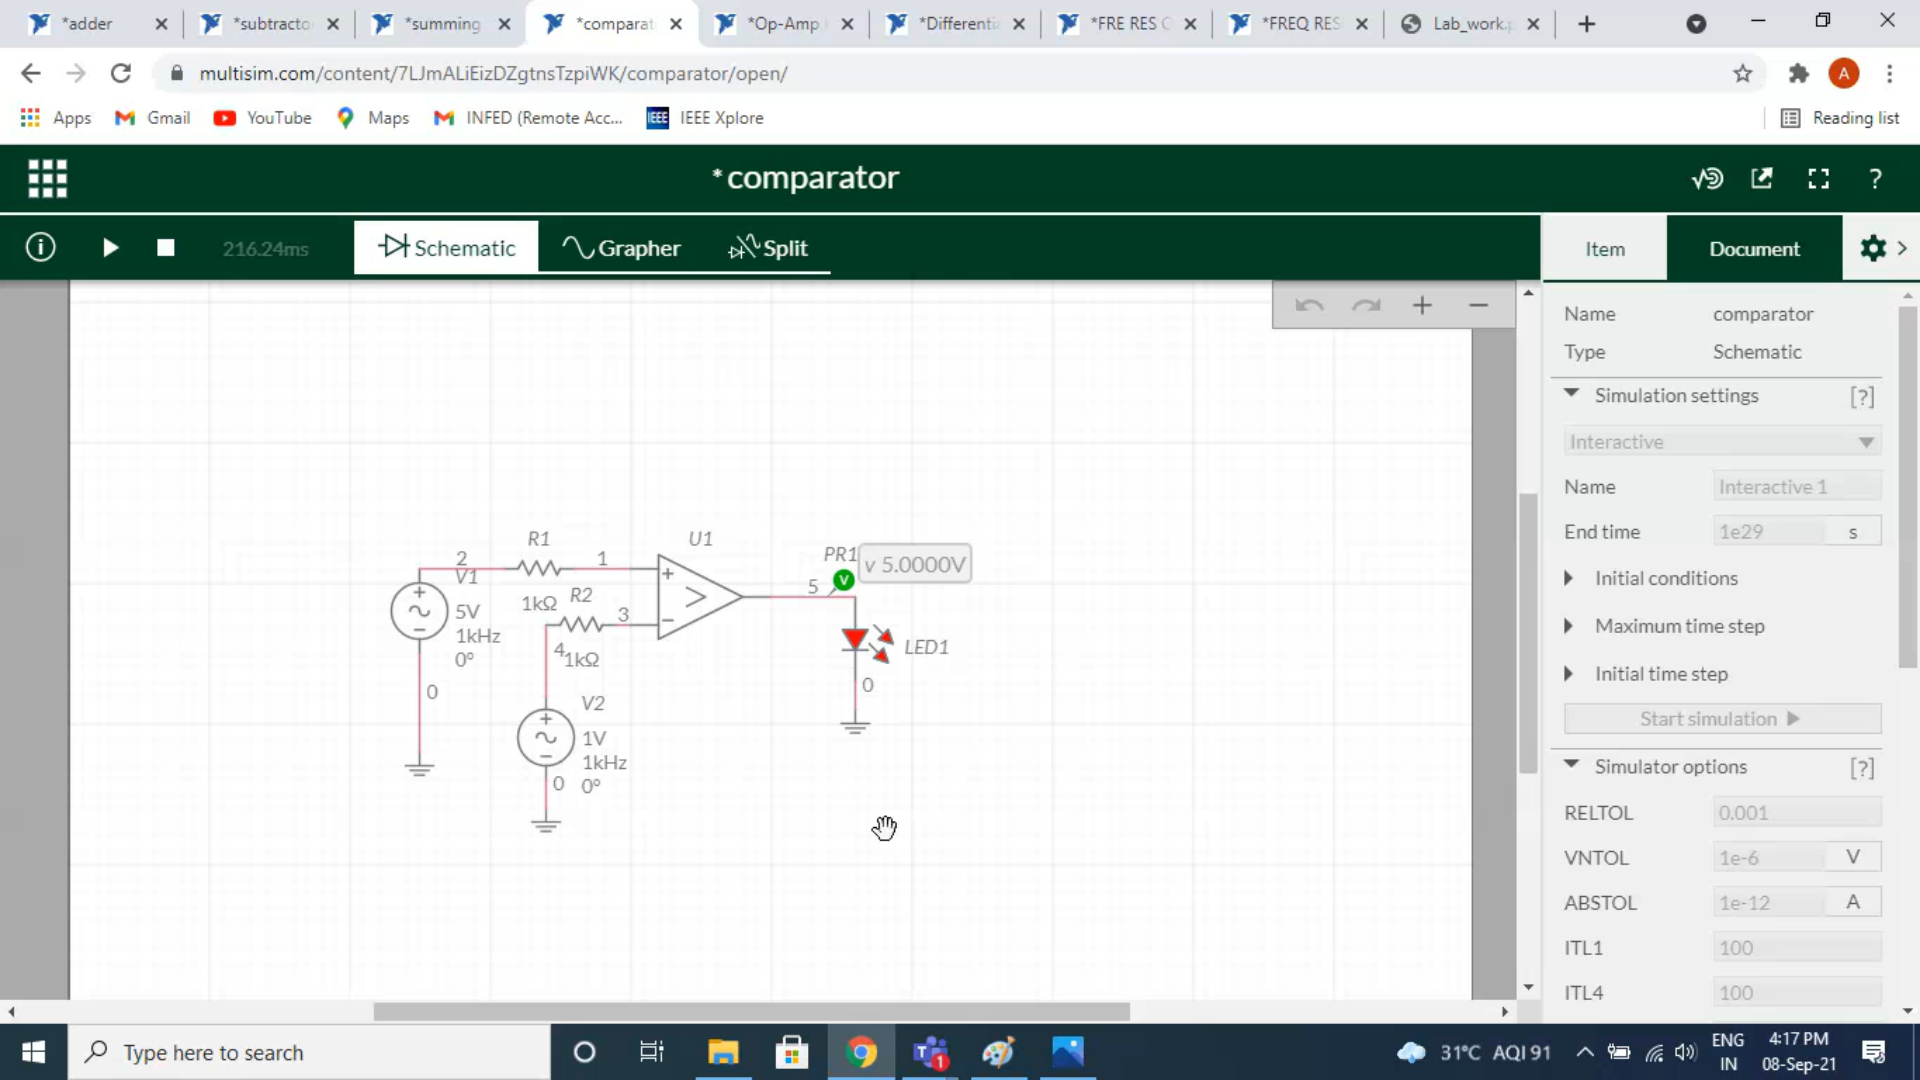 *adder
*subtracto
*summing
*comparat
*Op-Amp
*Differenti
*FRE RES
*FREQ RES
Lab_work.
multisim.com/content/7LJmALiEizDZgtnsTzpiWK/comparator/open/
A
Apps
Gmail
YouTube
Maps
INFED (Remote Acc...
IEEE
IEEE Xplore
Reading list
*comparator
?
216.24ms
Schematic
Grapher
Split
Item
Document
Name
comparator
Type
Schematic
Simulation settings
[?]
Interactive
Name
Interactive 1
End time
1e29
s
Initial conditions
Maximum time step
Initial time step
Start simulation
Simulator options
[?]
RELTOL
0.001
VNTOL
1e-6
V
ABSTOL
1e-12
A
ITL1
100
ITL4
100
R1
U1
PR1
v 5.0000V
V
2
1
V1
5
5V
1kΩ
R2
3
1kHz
0°
4
1kΩ
LED1
0
0
V2
1V
1kHz
0
0°
Type here to search
1
31°C AQI 91
ENG
IN
4:17 PM
08-Sep-21